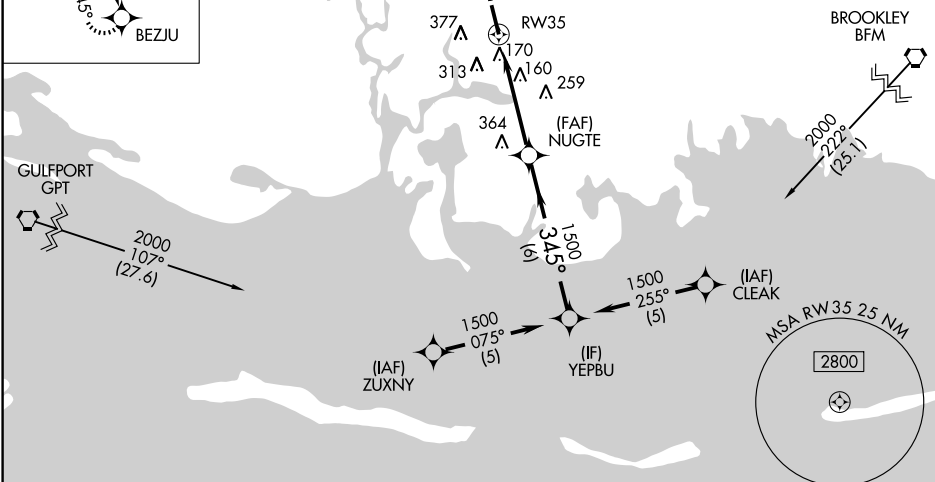 45°
BEZJU
377
RW35
170
313
160
259
364
(FAF)
NUGTE
BROOKLEY
BFM
2000
222°
(25.1)
GULFPORT
GPT
2000
107°
(27.6)
1500
345°
(6)
1500
255°
(5)
(IAF)
CLEAK
1500
075°
(5)
(IAF)
ZUXNY
(IF)
YEPBU
MSA RW35 25 NM
2800